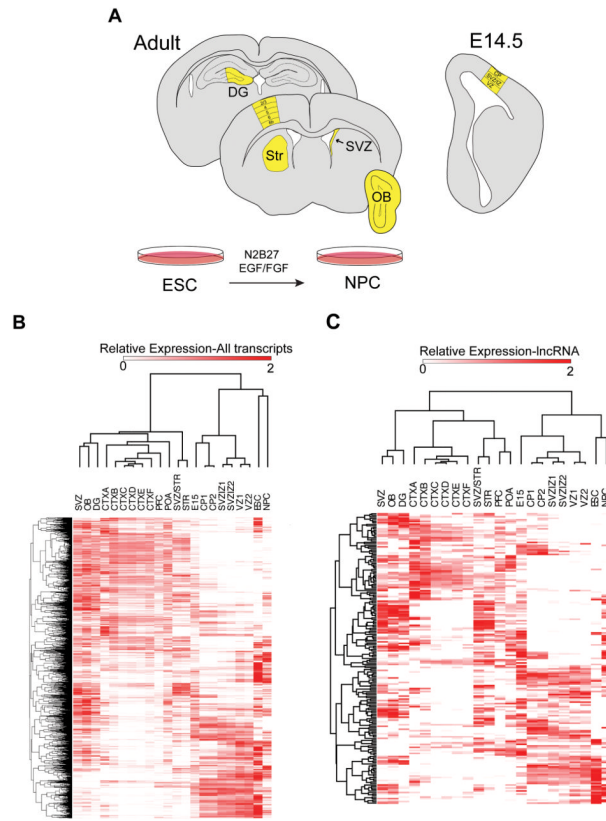 A
Adult
E14.5
DG
Str
SVZ
OB
VZ
N2B27
EGF/FGF
ESC
NPC
B
Relative Expression-All transcripts
0
2
SVZ
OB
DG
CTXA
CTXB
CTXC
CTXD
CTXE
CTXF
PFC
POA
SVZ/STR
STR
E15
CP1
CP2
SVZIZ1
SVZIZ2
VZ1
VZ2
ESC
NPC
C
Relative Expression-lncRNA
0
2
SVZ
OB
DG
CTXA
CTXB
CTXC
CTXD
CTXE
CTXF
SVZ/STR
STR
PFC
POA
E15
CP1
CP2
SVZIZ1
SVZIZ2
VZ1
VZ2
ESC
NPC